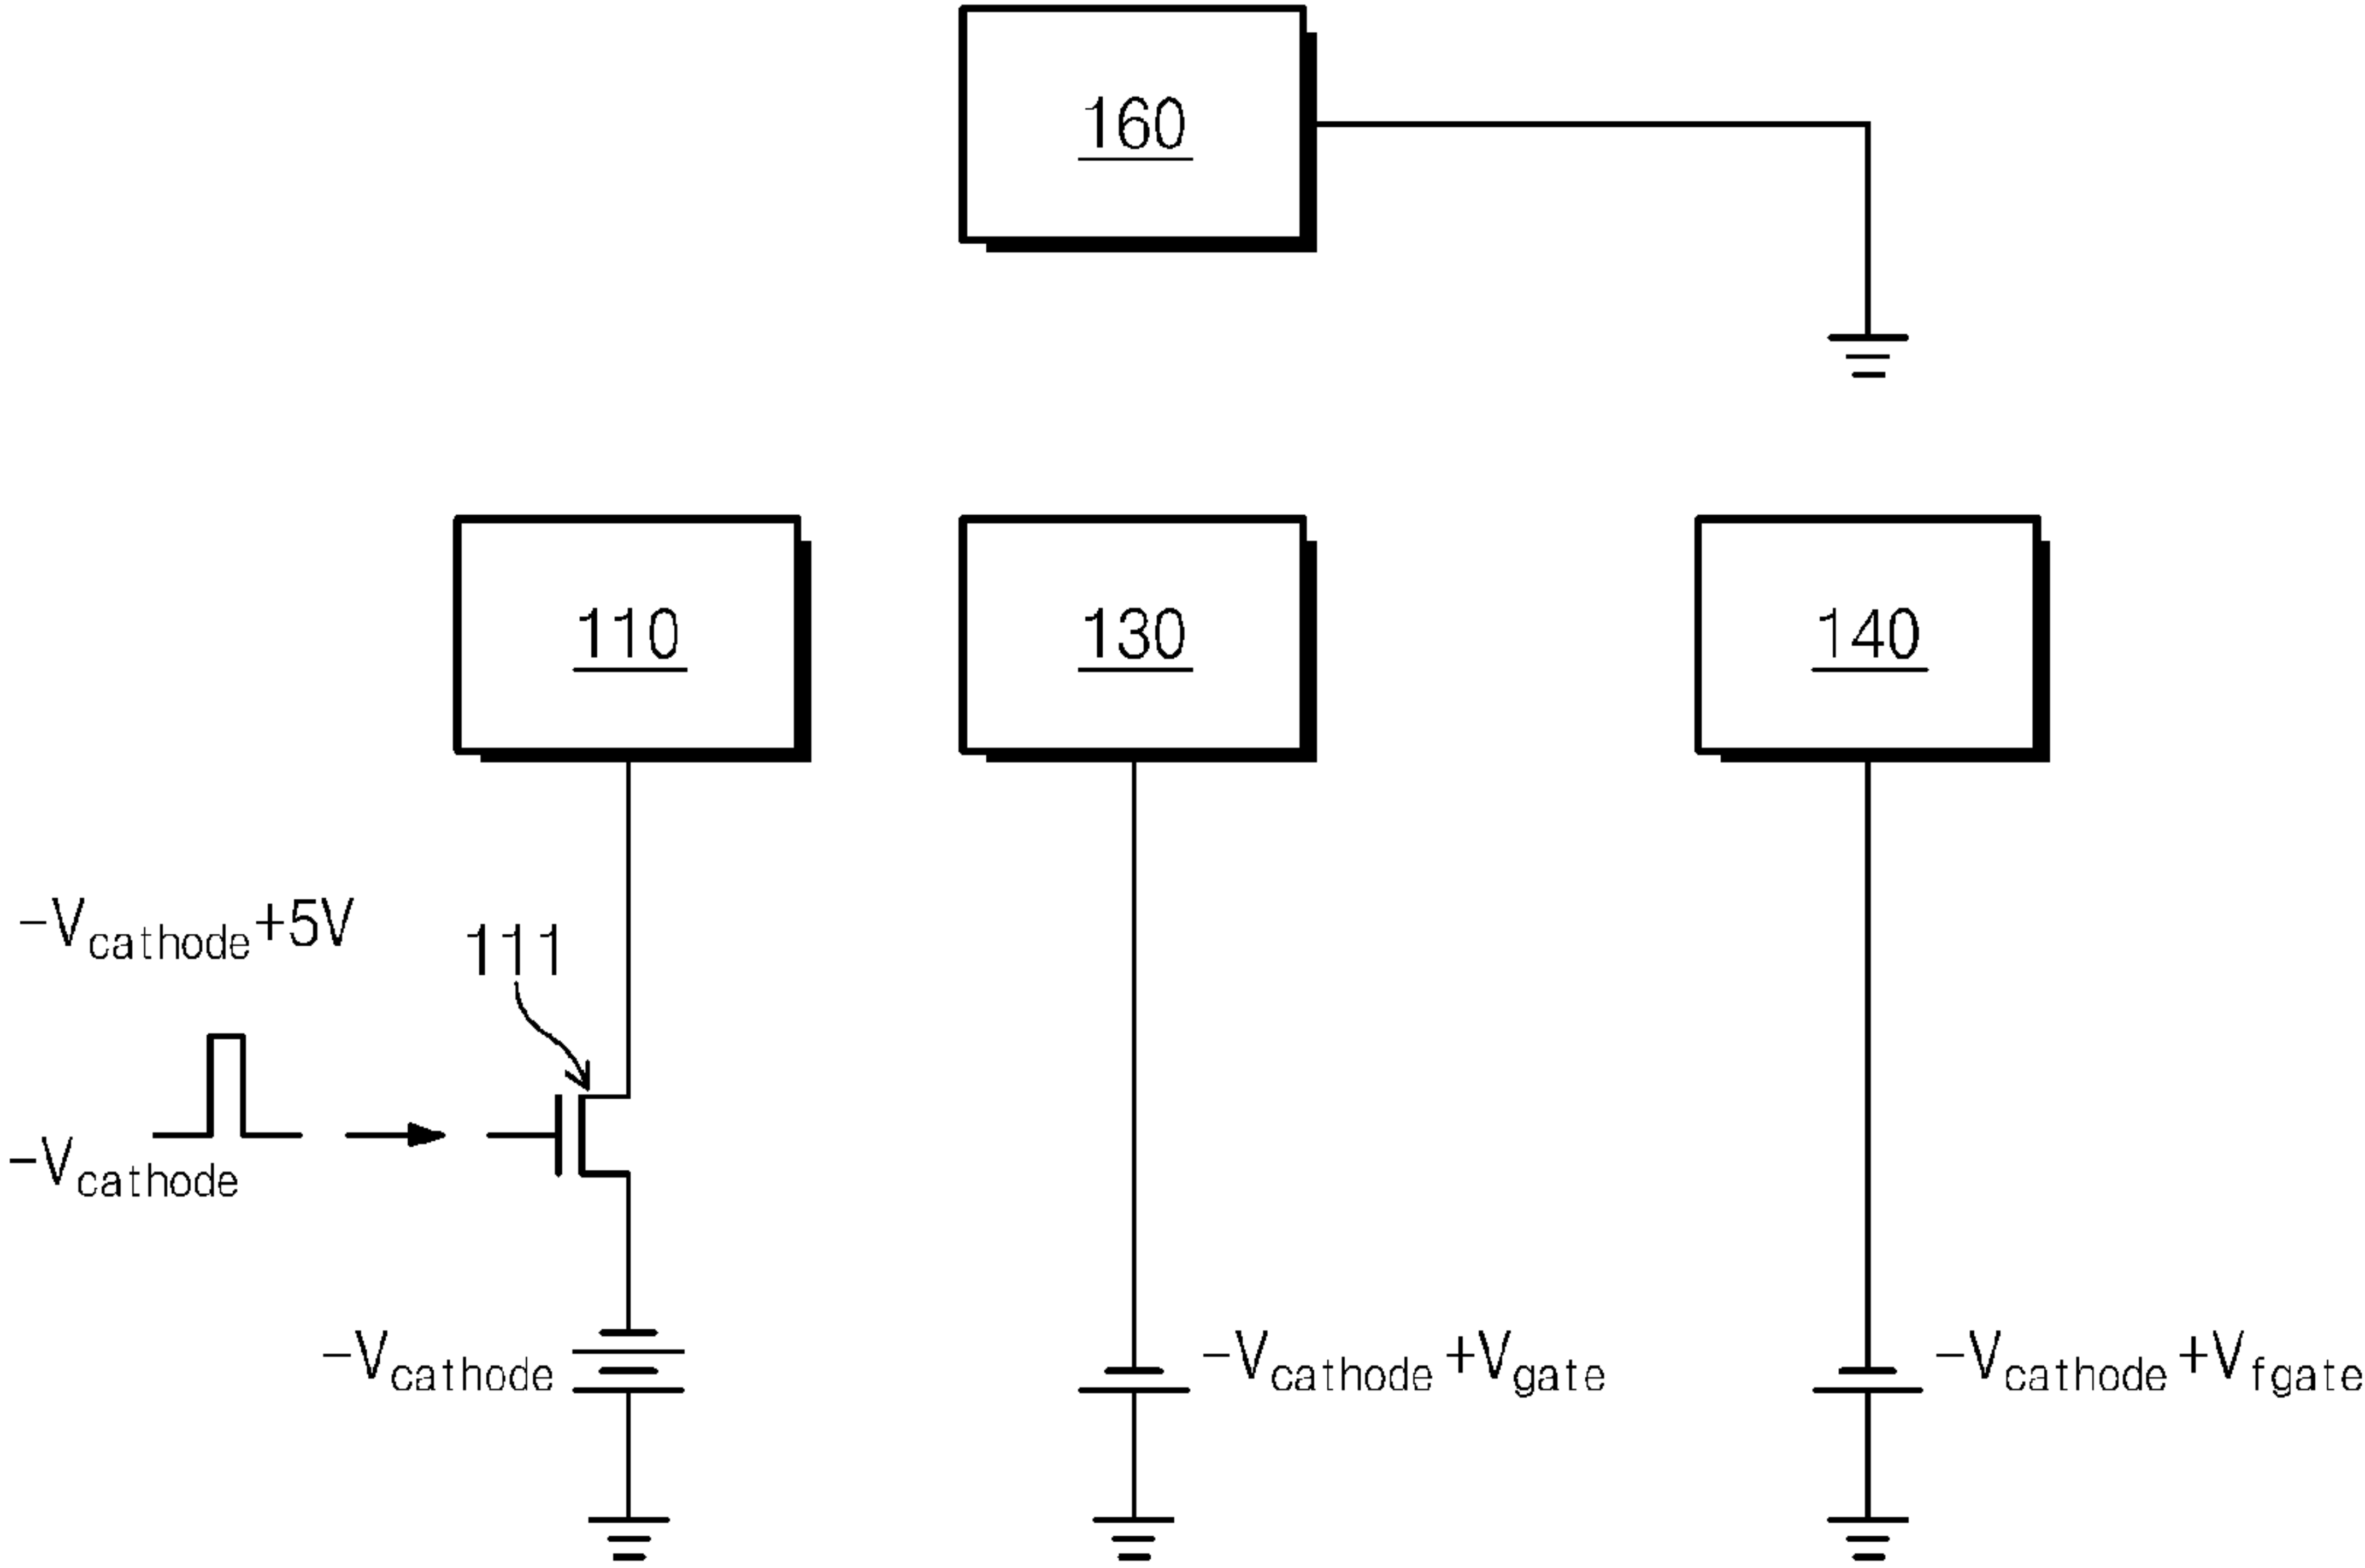 160
110
130
140
-Vcathode+5V
111
-Vcathode
-Vcathode
-Vcathode+Vgate
-Vcathode+Vfgate